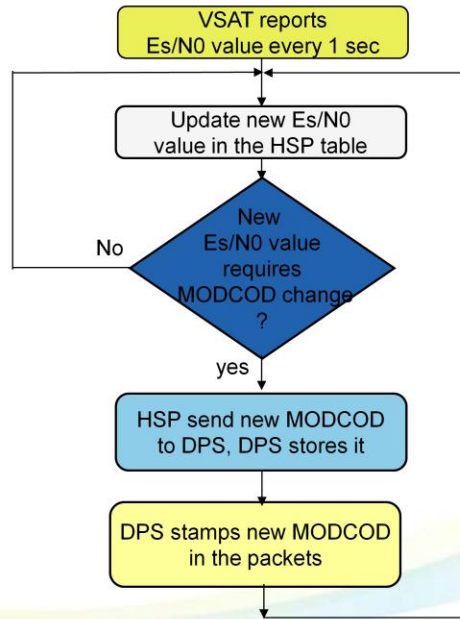 VSAT reports
Es/N0 value every 1 sec
Update new Es/N0
value in the HSP table
New
Es/N0 value
requires
MODCOD change
?
No
yes
HSP send new MODCOD
to DPS, DPS stores it
DPS stamps new MODCOD
in the packets